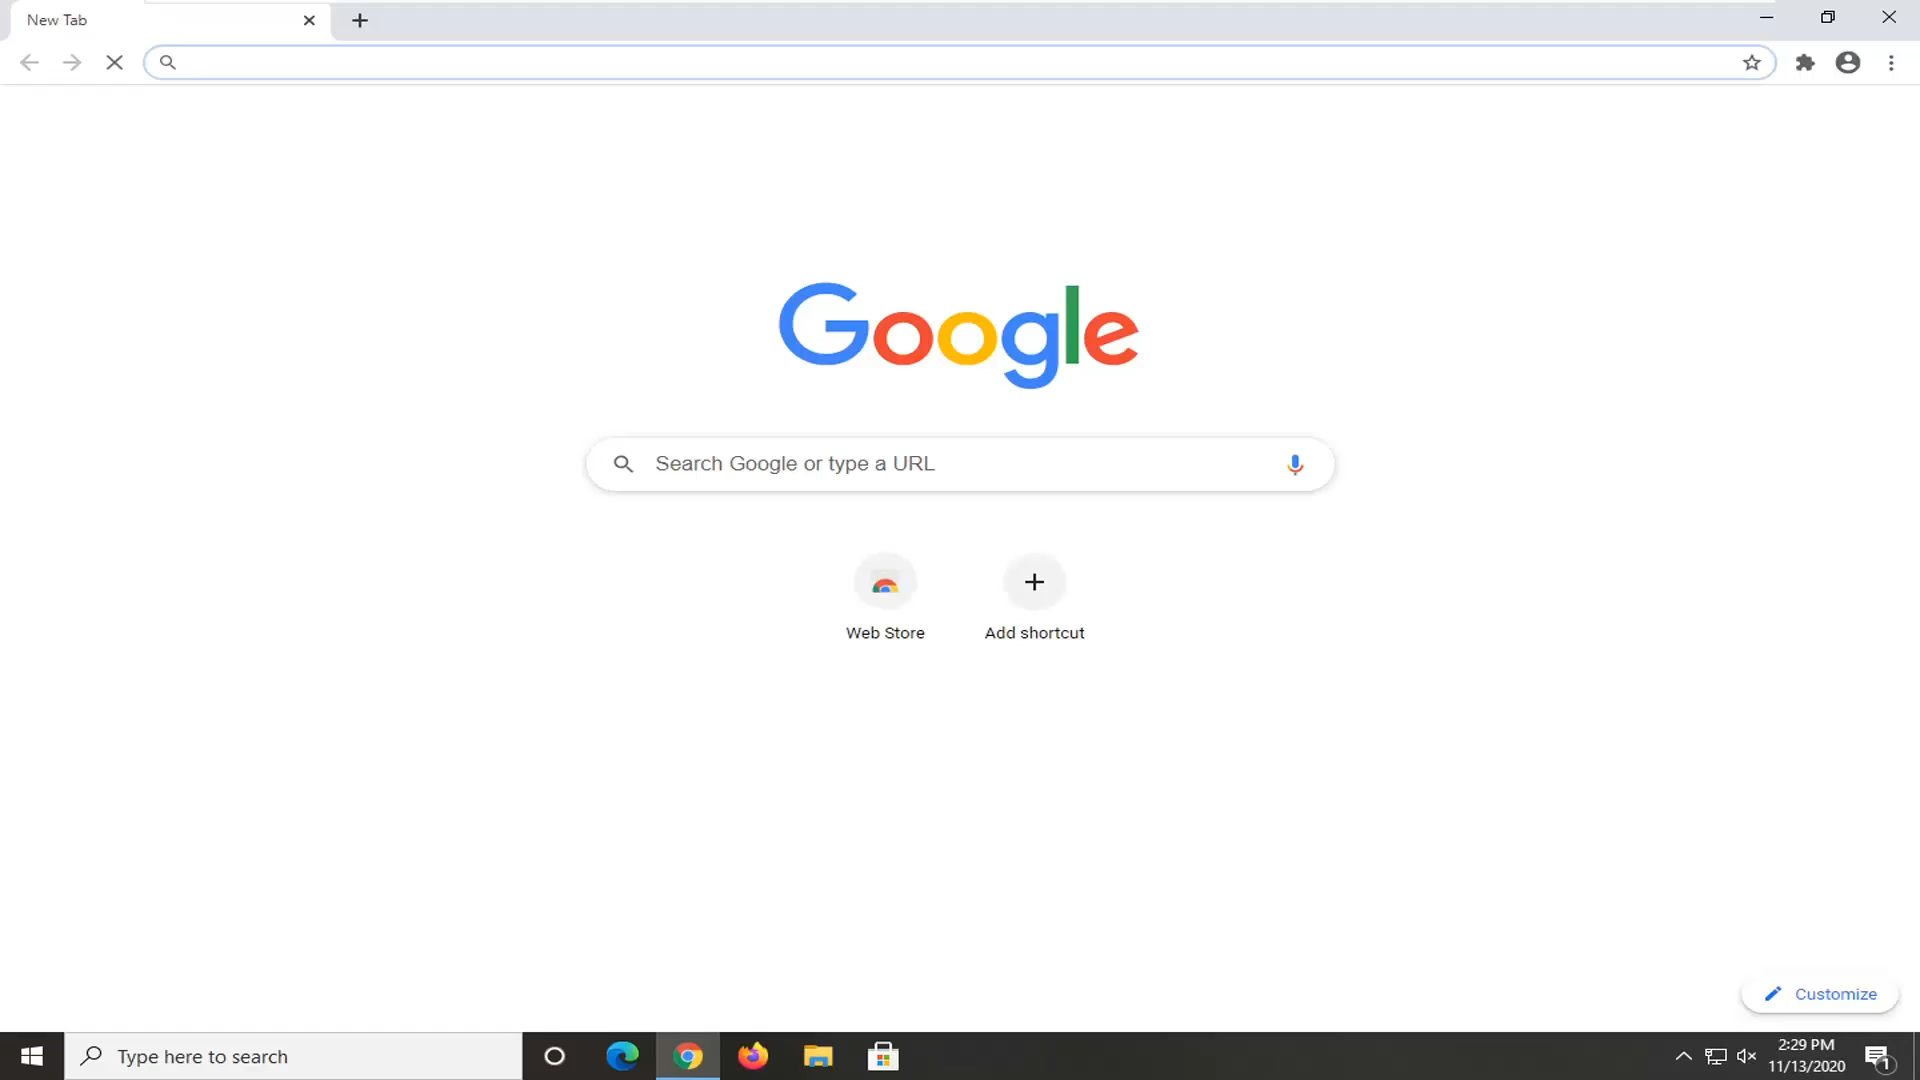 New Tab
Google
Search Google or type a URL
Web Store
Add shortcut
Customize
Type here to search
2:29 PM
11/13/2020
1